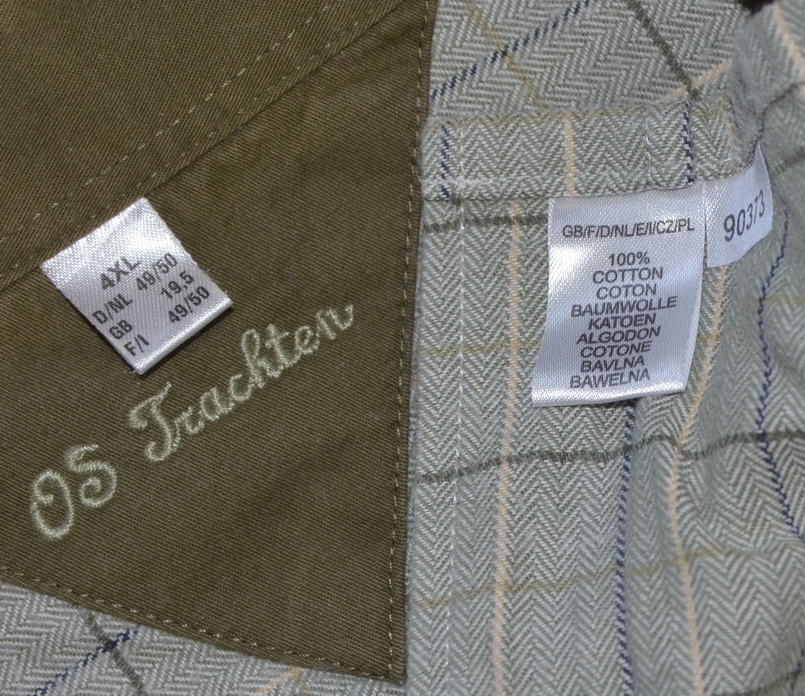 4XL
D/NL 49/50
GB 19,5
F/I 49/50
OS Trachten
GB/F/D/NL/E/I/CZ/PL
100%
COTTON
COTON
BAUMWOLLE
KATOEN
ALGODON
COTONE
BAVLNA
BAWELNA
90373